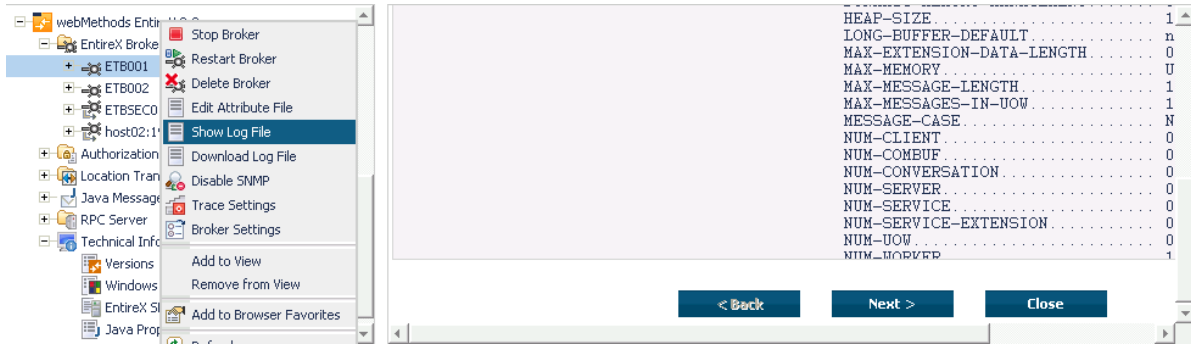 webMethods
EntireX Broke
ETB001
ETB002
ETBSEC0
host02:1
Authorization
Location Tran
Java Message
RPC Server
Technical Info
Versions
Windows
EntireX
Java Prop
Stop Broker
Restart Broker
Delete Broker
Edit Attribute File
Show Log File
Download Log File
Disable SNMP
Trace Settings
Broker Settings
Add to View
Remove from View
Add to Browser Favorites
HEAP-SIZE.................... 1
LONG-BUFFER-DEFAULT.......... n
MAX-EXTENSION-DATA-LENGTH.... 0
MAX-MEMORY................... U
MAX-MESSAGE-LENGTH........... 1
MAX-MESSAGES-IN-UOW.......... 1
MESSAGE-CASE................. N
NUM-CLIENT................... 0
NUM-COMBUF................... 0
NUM-CONVERSATION............. 0
NUM-SERVER................... 0
NUM-SERVICE.................. 0
NUM-SERVICE-EXTENSION........ 0
NUM-UOW...................... 0
NUM-WORKER................... 1
< Back
Next >
Close